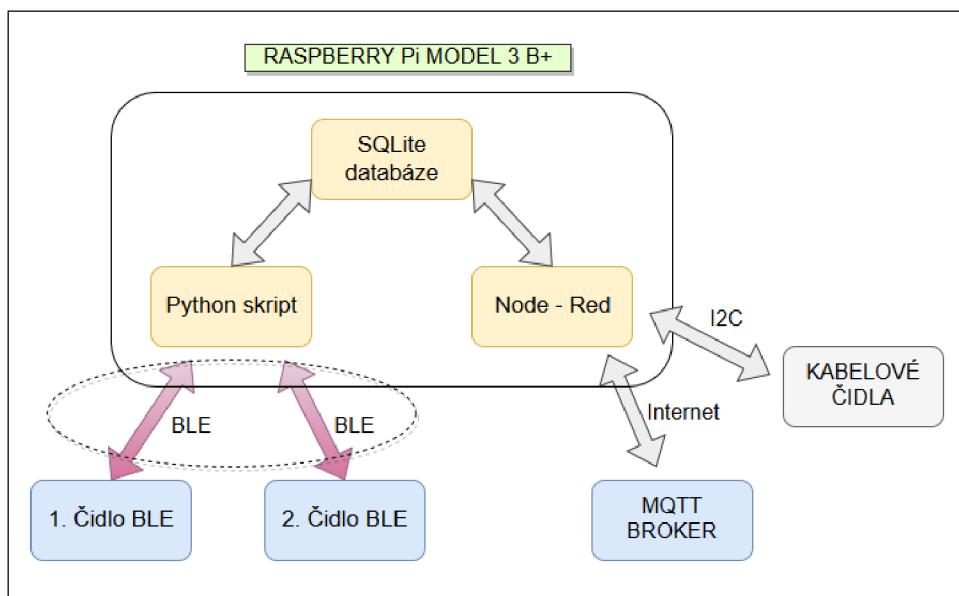 RASPBERRY Pi MODEL 3 B+
SQLite
databáze
Python skript
Node - Red
I2C
KABELOVÉ
ČIDLA
Internet
BLE
BLE
1. Čidlo BLE
2. Čidlo BLE
MQTT
BROKER